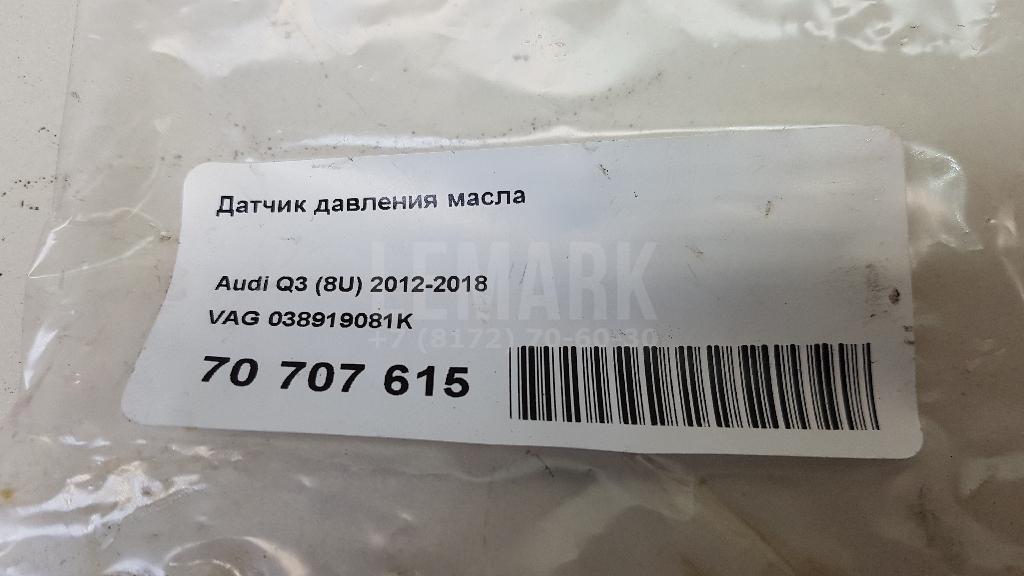 Датчик давления масла
LEMARK
Audi Q3 (8U) 2012-2018
VAG 038919081K
+7 (8172) 70-60-30
70 707 615